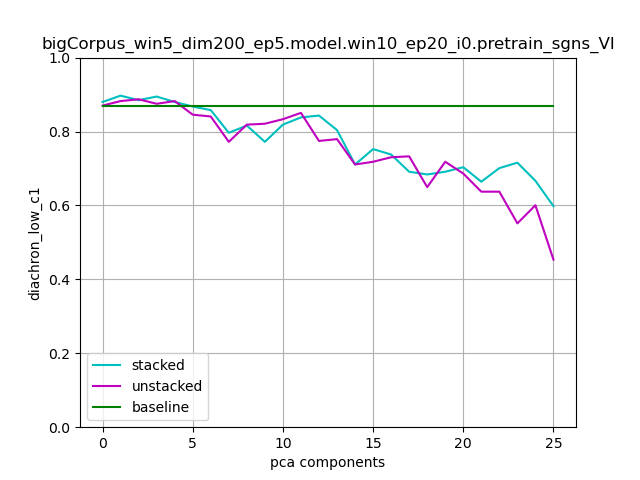 bigCorpus_win5_dim200_ep5.model.win10_ep20_i0.pretrain_sgns_VI
1.0
0.8
0.6
0.4
0.2
0.0
diachron_low_c1
stacked
unstacked
baseline
0 5 10 15 20 25
pca components